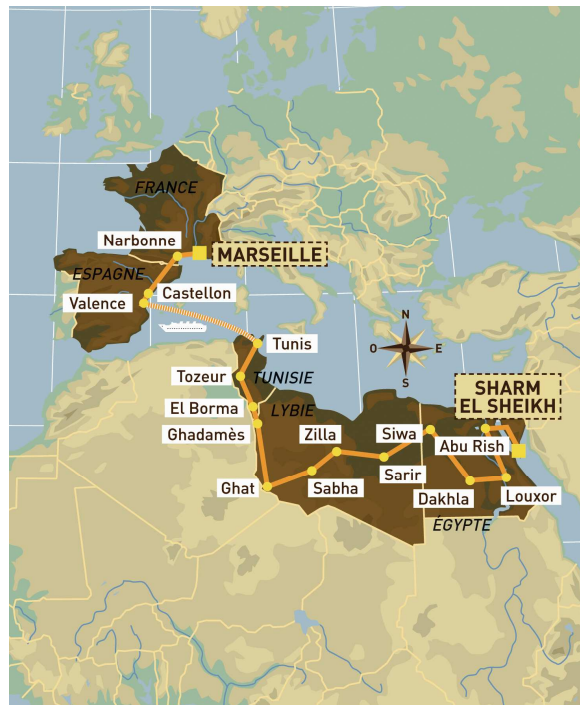 FRANCE
Narbonne
MARSEILLE
ESPAGNE
Castellon
Valence
Tunis
N
O
E
S
Tozeur
TUNISIE
SHARM
EL SHEIKH
El Borma
LYBIE
Ghadamès
Zilla
Siwa
Abu Rish
Ghat
Sabha
Sarir
Dakhla
Louxor
ÉGYPTE